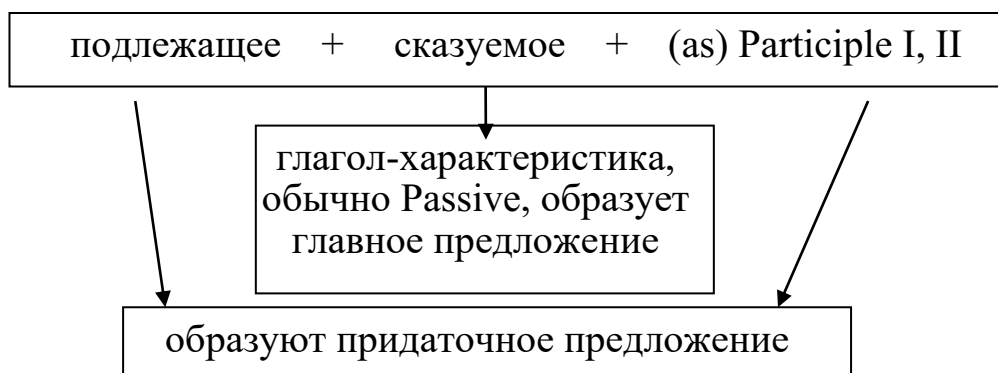 подлежащее + сказуемое + (as) Participle I, II
глагол-характеристика,
обычно Passive, образует
главное предложение
образуют придаточное предложение